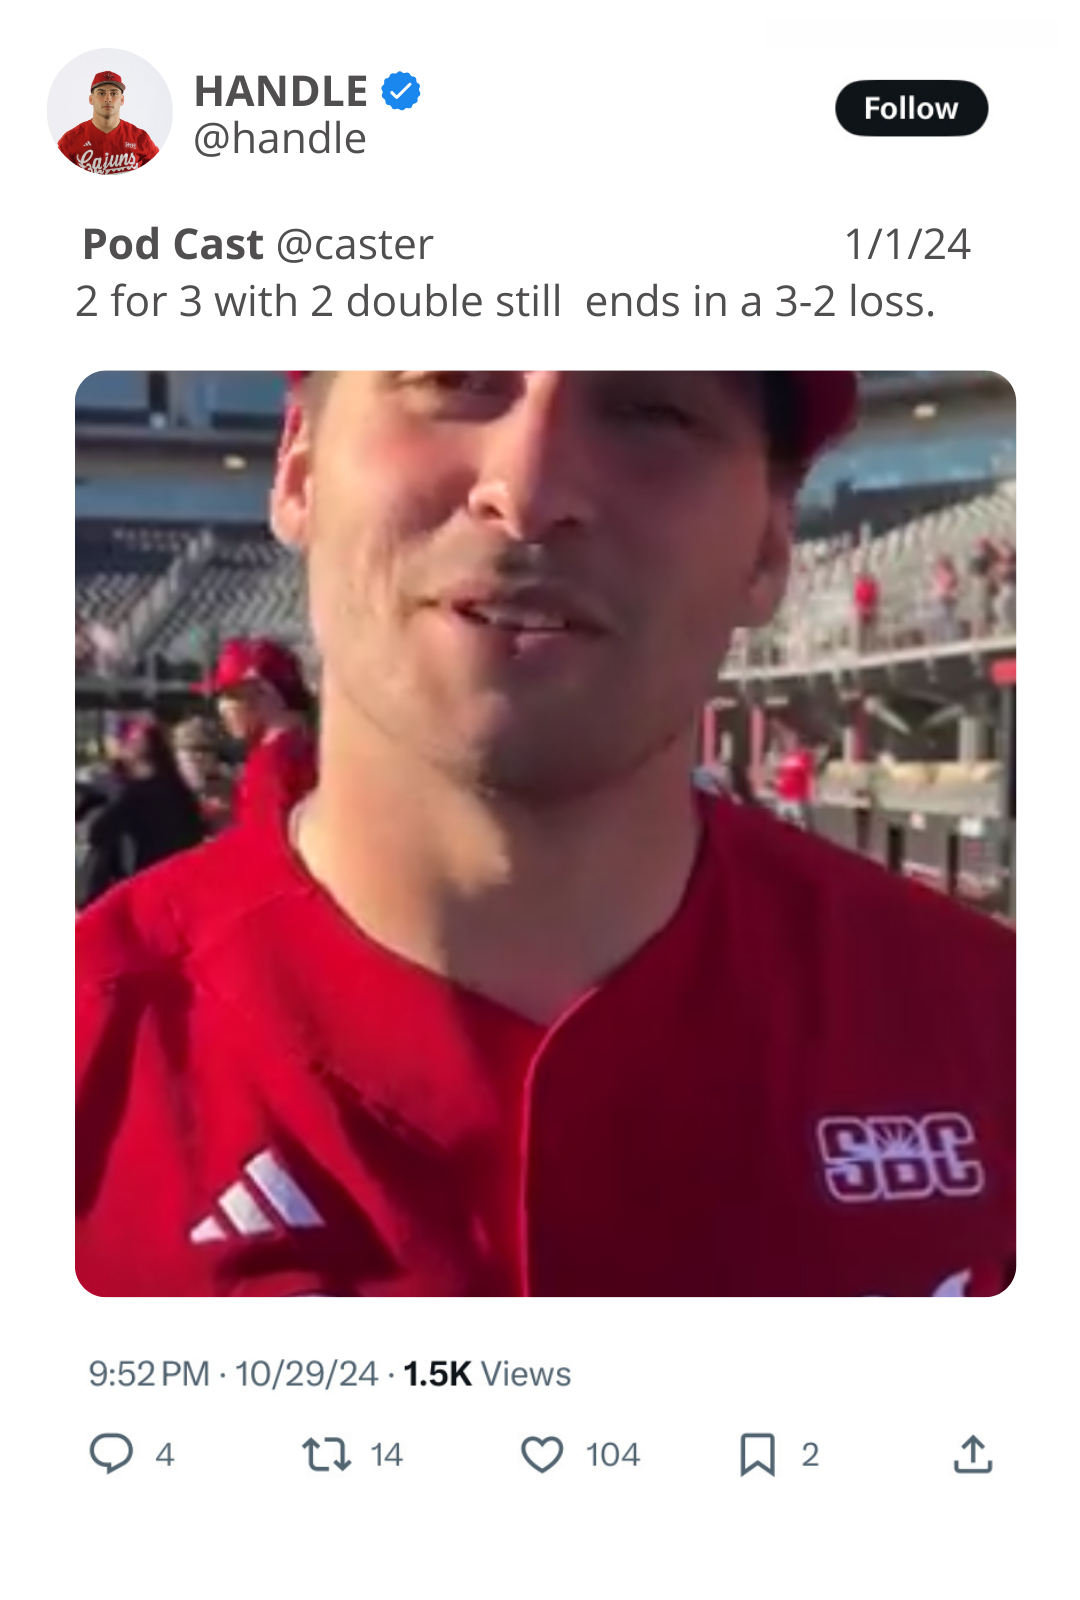 Cajuns
HANDLE
@handle
Follow
Pod Cast @caster 1/1/24
2 for 3 with 2 double still  ends in a 3-2 loss.
SBC
9:52 PM · 10/29/24 · 1.5K Views
4 14 104 2